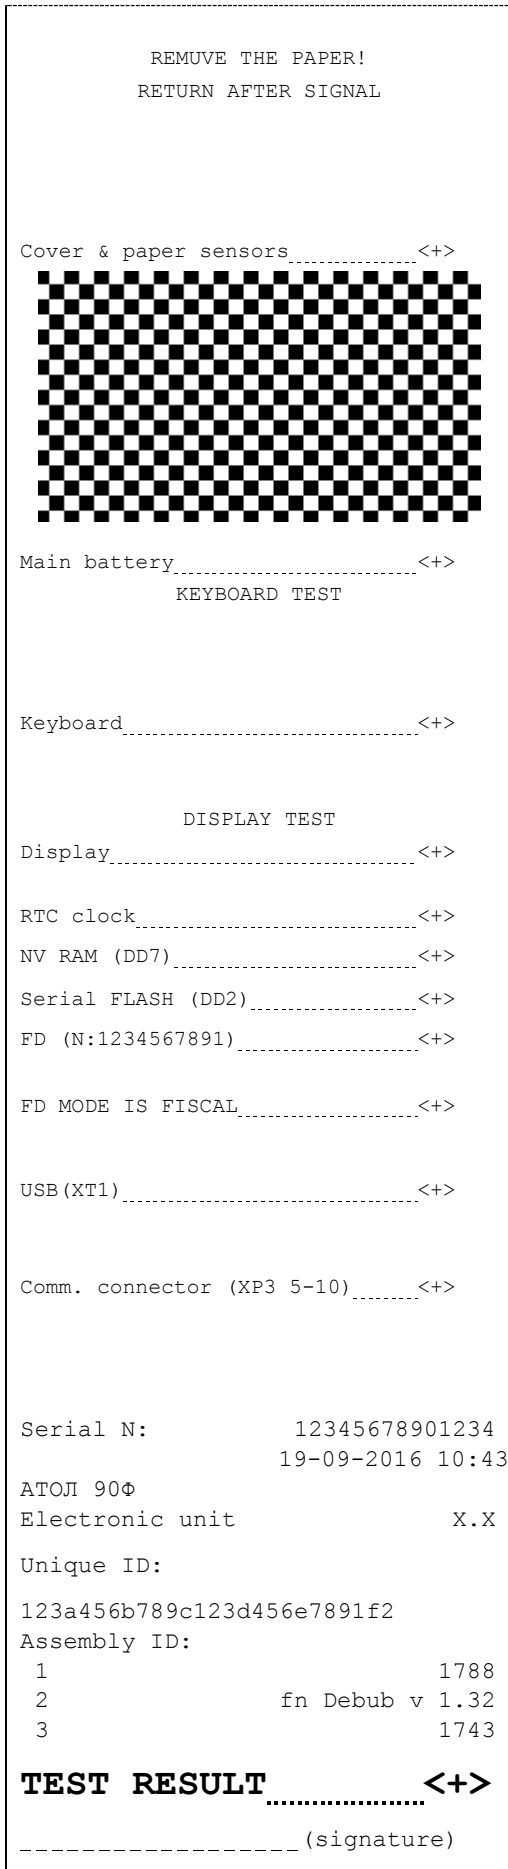 REMUVE THE PAPER!
RETURN AFTER SIGNAL
Cover & paper sensors <+>
Main battery <+>
KEYBOARD TEST
Keyboard <+>
DISPLAY TEST
Display <+>
RTC clock <+>
NV RAM (DD7) <+>
Serial FLASH (DD2) <+>
FD (N:1234567891) <+>
FD MODE IS FISCAL <+>
USB(XT1) <+>
Comm. connector (XP3 5-10) <+>
Serial N: 12345678901234
19-09-2016 10:43
АТОЛ 90Ф
Electronic unit X.X
Unique ID:
123a456b789c123d456e7891f2
Assembly ID:
1 1788
2 fn Debub v 1.32
3 1743
TEST RESULT <+>
(signature)